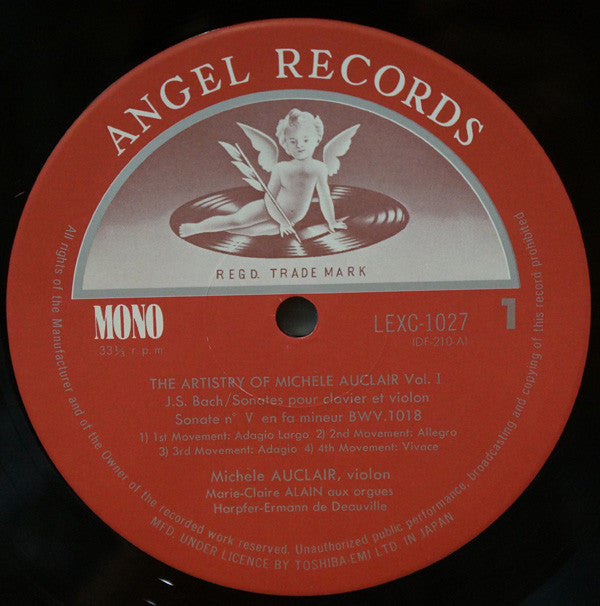 ANGEL RECORDS
REGD. TRADE MARK
MONO
33⅓ r.p.m.
LEXC-1027
(DF-210-A)
1
THE ARTISTRY OF MICHELE AUCLAIR Vol. I
J.S. Bach/Sonates pour clavier et violon
Sonate n° V en fa mineur BWV.1018
1) 1st Movement: Adagio Largo 2) 2nd Movement: Allegro
3) 3rd Movement: Adagio 4) 4th Movement: Vivace
Michèle AUCLAIR, violon
Marie-Claire ALAIN aux orgues
Harpfer-Ermann de Deauville
All rights of the Manufacturer and of the Owner of the recorded work reserved. Unauthorized public performance, broadcasting and copying of this record prohibited
MFD. UNDER LICENCE BY TOSHIBA-EMI LTD. IN JAPAN